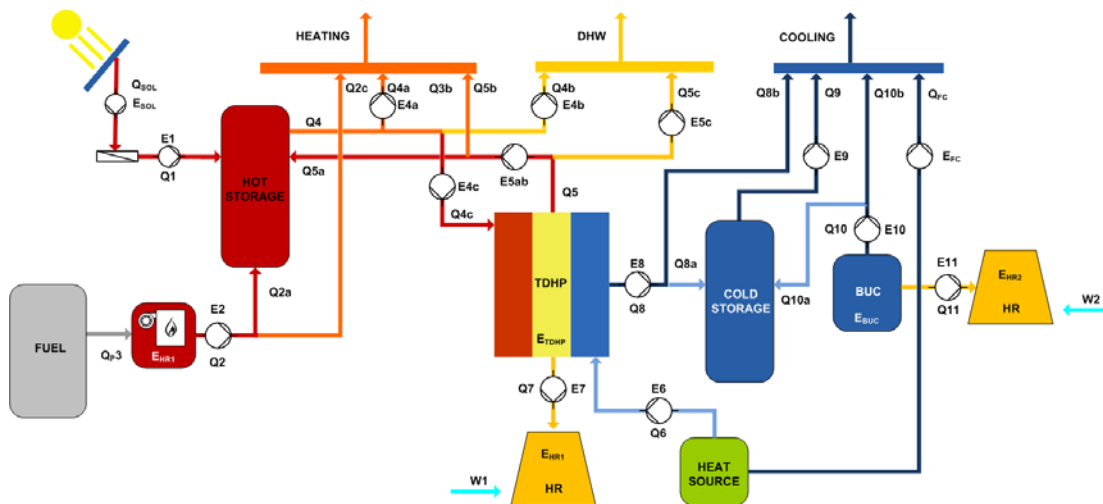 HEATING
DHW
COOLING
QSOL
ESOL
Q2c
Q4a
Q3b
Q5b
Q4b
Q5c
Q8b
Q9
Q10b
QFC
E4a
E4b
E5c
Q4
E1
Q1
HOT
STORAGE
Q5a
E5ab
E9
EFC
E4c
Q4c
Q5
Q10
E10
E8
Q8
Q8a
Q10a
TDHP
ETDHP
COLD
STORAGE
BUC
EBUC
E11
Q11
EHR2
HR
W2
Q2a
FUEL
QP3
EHR1
E2
Q2
Q7
E7
E6
Q6
HEAT
SOURCE
EHR1
HR
W1